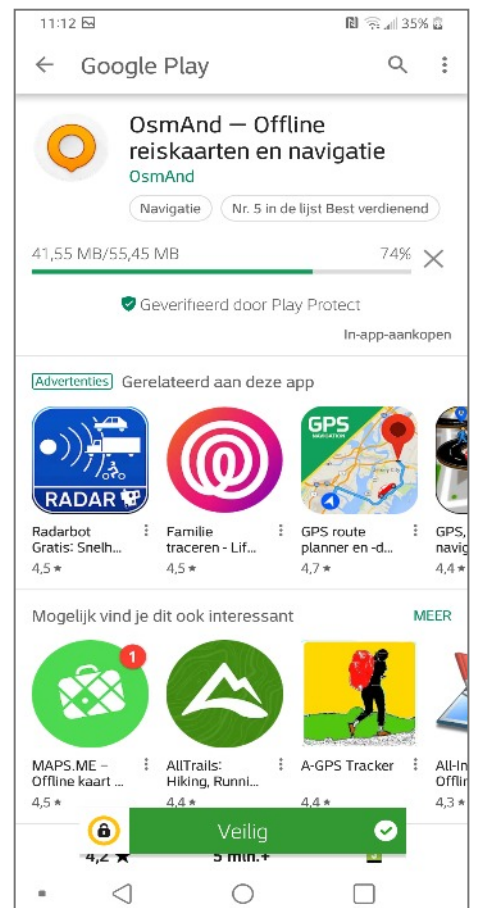 11:12 35%
Google Play
OsmAnd — Offline
reiskaarten en navigatie
OsmAnd
Navigatie Nr. 5 in de lijst Best verdienend
41,55 MB/55,45 MB 74%
Geverifieerd door Play Protect
In-app-aankopen
Advertenties Gerelateerd aan deze app
GPS
NAVIGATION
RADAR
Radarbot Familie GPS route GPS,
Gratis: Snelh... traceren - Lif... planner en -d... navig
4,5 ★ 4,5 ★ 4,7 ★ 4,4 ★
Mogelijk vind je dit ook interessant MEER
1
MAPS.ME – AllTrails: A-GPS Tracker All-In
Offline kaart ... Hiking, Runni... Offlin
4,5 ★ 4,4 ★ 4,4 ★ 4,3 ★
Veilig
4,2 ★ 5 mln.+